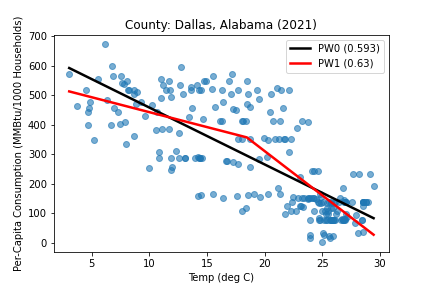 County: Dallas, Alabama (2021)
Per-Capita Consumption (MMBtu/1000 Households)
700
600
500
400
300
200
100
0
PW0 (0.593)
PW1 (0.63)
5 10 15 20 25 30
Temp (deg C)